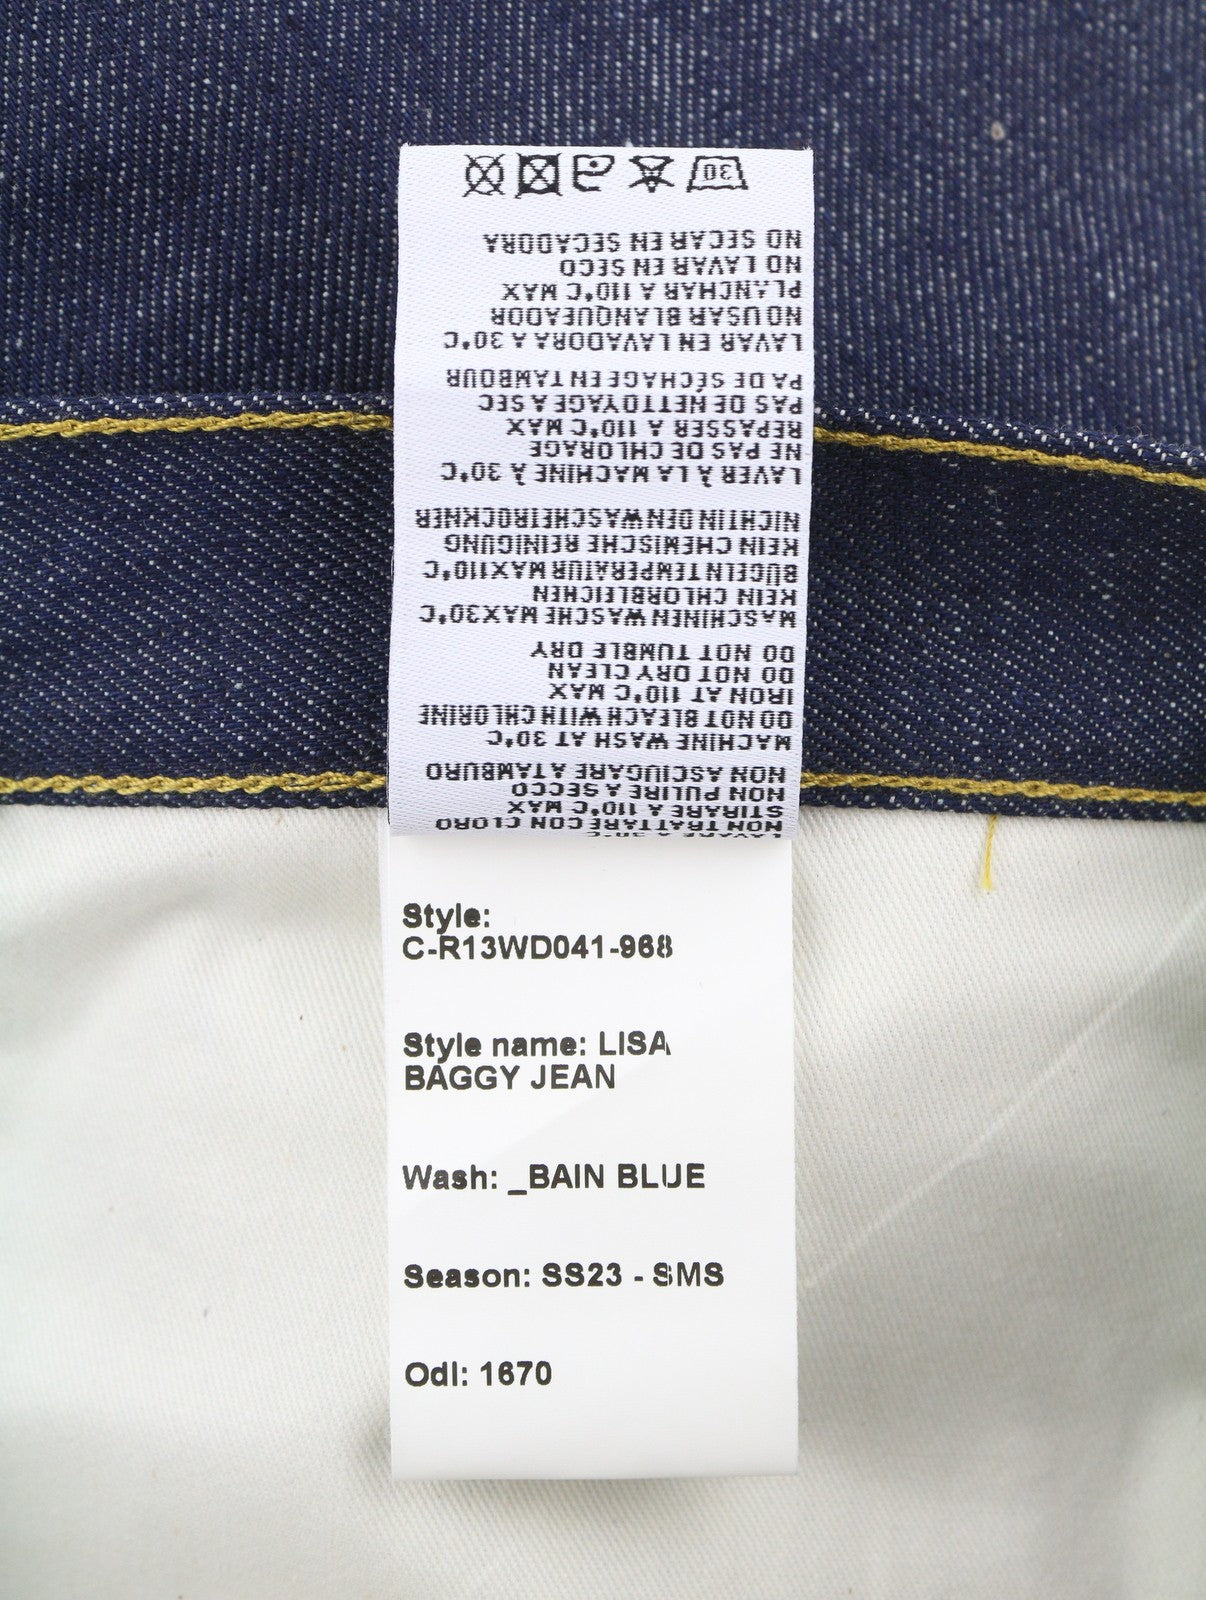 NON TRATTARE CON CLORO
STIRARE A 110°C MAX
NON PULIRE A SECCO
NON ASCIUGARE A TAMBURO
MACHINE WASH AT 30°C
DO NOT BLEACH WITH CHLORINE
IRON AT 110°C MAX
DO NOT DRY CLEAN
DO NOT TUMBLE DRY
MASCHINEN WASCHE MAX30°C
KEIN CHLORBLEICHEN
BÜGELN TEMPERATUR MAX110°C
KEIN CHEMISCHE REINIGUNG
NICHT IN DEN WASCHETROCKNER
LAVER À LA MACHINE À 30°C
NE PAS DE CHLORAGE
REPASSER A 110°C MAX
PAS DE NETTOYAGE A SEC
PA DE SÉCHAGE EN TAMBOUR
LAVAR EN LAVADORA A 30°C
NO USAR BLANQUEADOR
PLANCHAR A 110°C MAX
NO LAVAR EN SECO
NO SECAR EN SECADORA
30
Style:
C-R13WD041-968
Style name: LISA
BAGGY JEAN
Wash: _BAIN BLUE
Season: SS23 - SMS
Odl: 1670